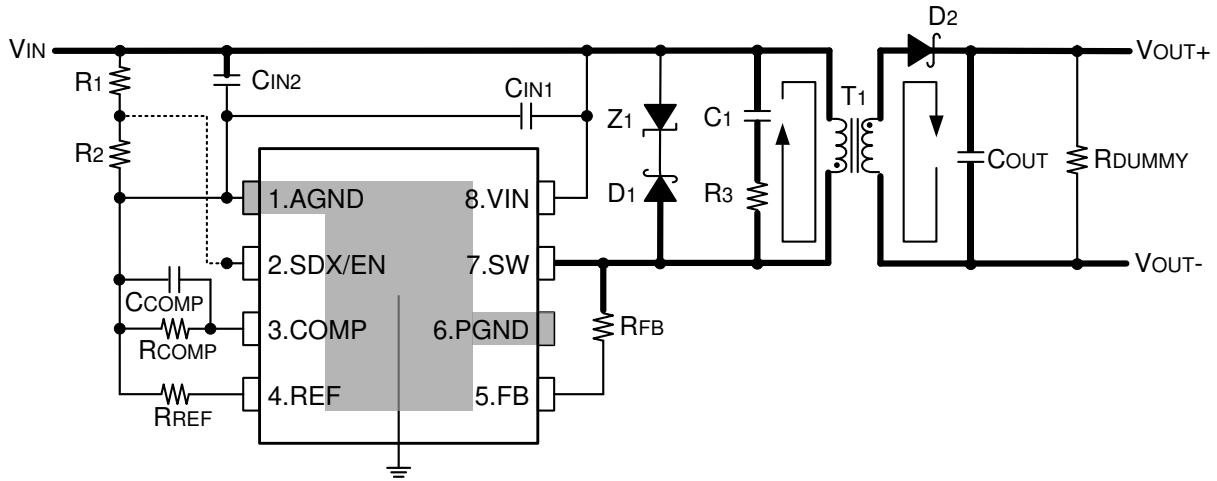 D2
VIN
VOUT+
R1
CIN2
CIN1
Z1
C1
T1
R2
COUT
RDUMMY
1.AGND
8.VIN
D1
R3
2.SDX/EN
7.SW
VOUT-
CCOMP
3.COMP
6.PGND
RFB
RCOMP
4.REF
5.FB
RREF